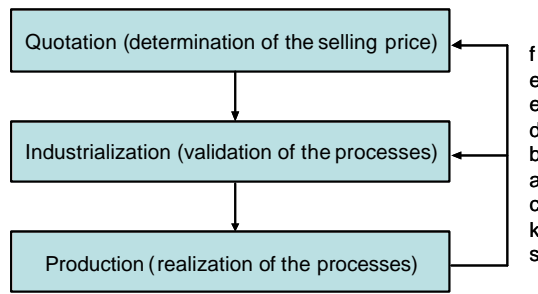 Quotation (determination of the selling price)
Industrialization (validation of the processes)
Production (realization of the processes)
f
e
e
d
b
a
c
k
s